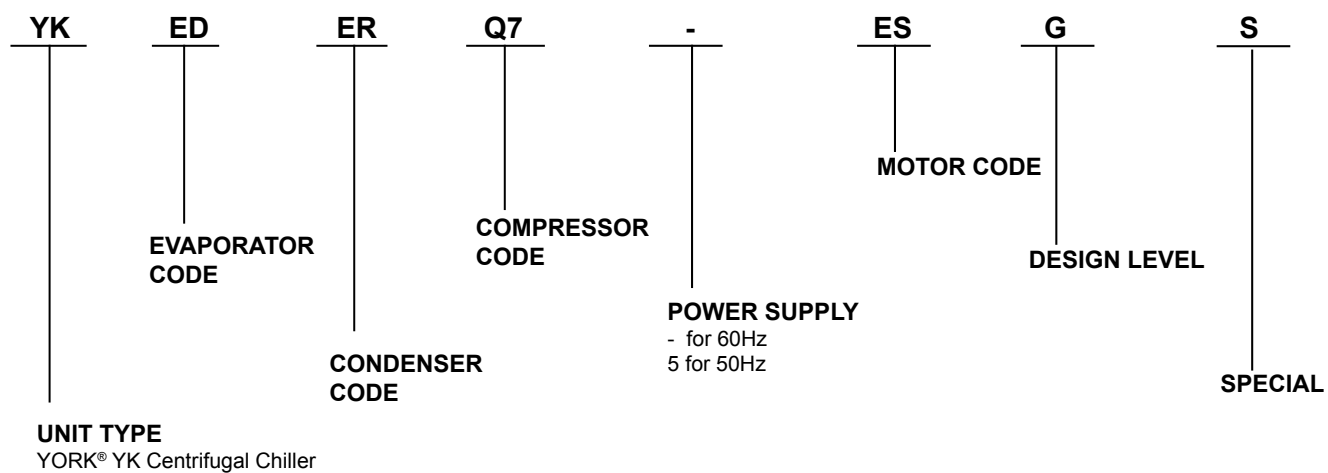 YK ED ER Q7 - ES G S
MOTOR CODE
COMPRESSOR
CODE
EVAPORATOR
CODE
DESIGN LEVEL
POWER SUPPLY
- for 60Hz
5 for 50Hz
CONDENSER
CODE
SPECIAL
UNIT TYPE
YORK® YK Centrifugal Chiller